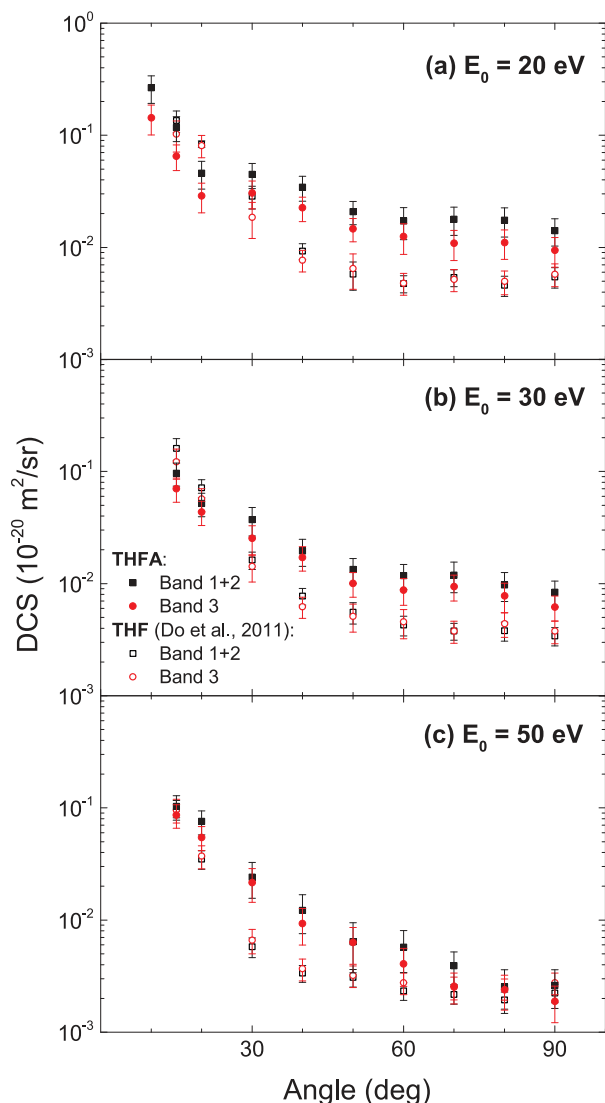 10^0
(a) E_0 = 20 eV
10^-1
10^-2
10^-3
(b) E_0 = 30 eV
10^-1
THFA:
Band 1+2
Band 3
10^-2
THF (Do et al., 2011):
Band 1+2
Band 3
10^-3
(c) E_0 = 50 eV
10^-1
10^-2
10^-3
30 60 90
DCS (10^-20 m^2/sr)
Angle (deg)